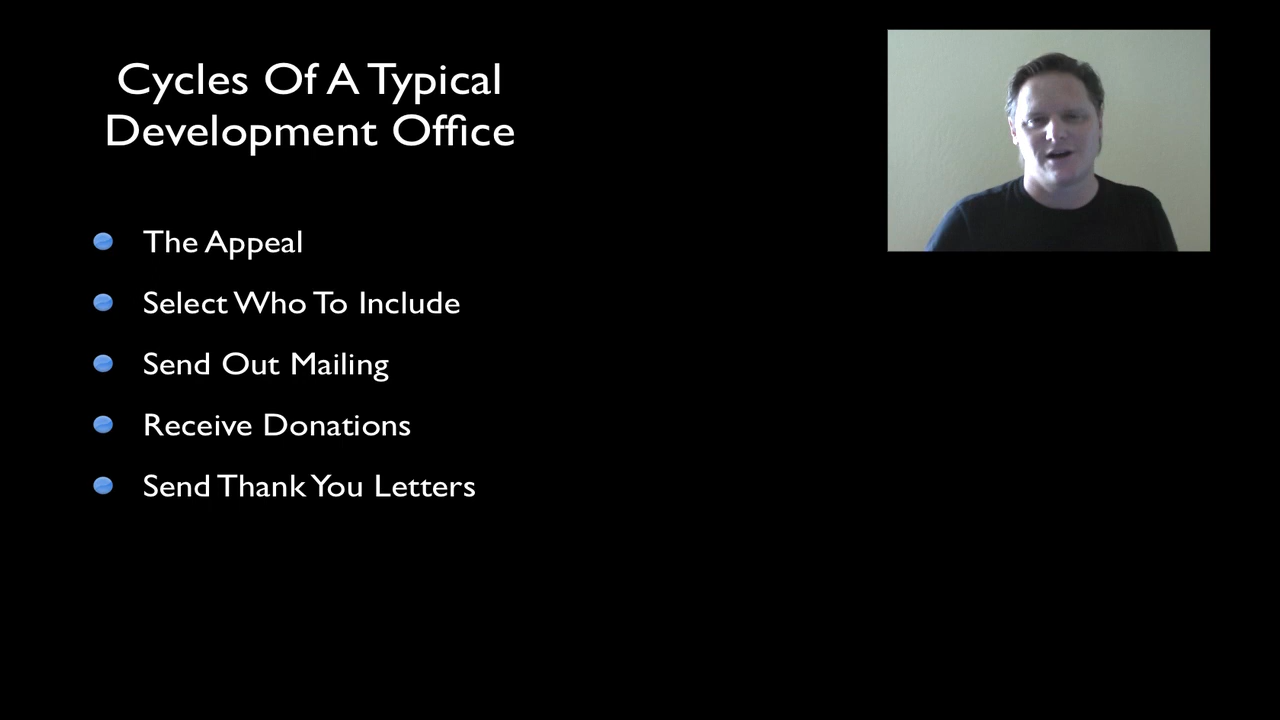 Cycles Of A Typical
Development Office
The Appeal
Select Who To Include
Send Out Mailing
Receive Donations
Send Thank You Letters